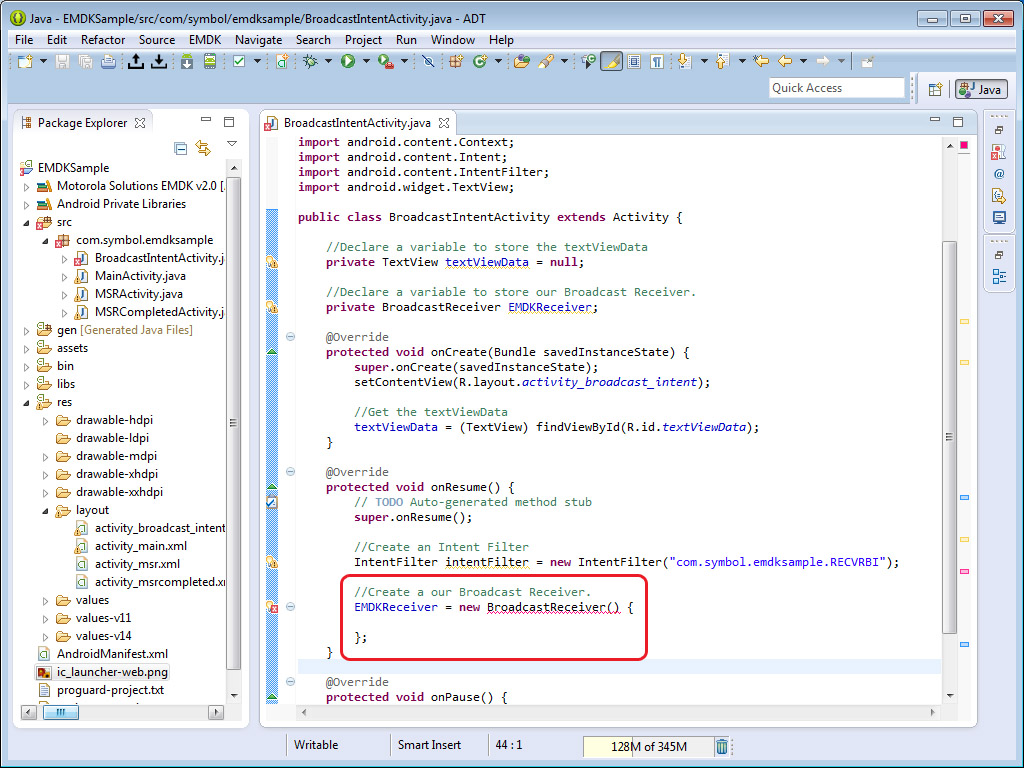 Java - EMDKSample/src/com/symbol/emdksample/BroadcastIntentActivity.java - ADT
File Edit Refactor Source EMDK Navigate Search Project Run Window Help
Quick Access
Java
Package Explorer
EMDKSample
Motorola Solutions EMDK v2.0 [
Android Private Libraries
src
com.symbol.emdksample
BroadcastIntentActivity.j
MainActivity.java
MSRActivity.java
MSRCompletedActivity.j
gen [Generated Java Files]
assets
bin
libs
res
drawable-hdpi
drawable-ldpi
drawable-mdpi
drawable-xhdpi
drawable-xxhdpi
layout
activity_broadcast_intent
activity_main.xml
activity_msr.xml
activity_msrcompleted.xr
values
values-v11
values-v14
AndroidManifest.xml
ic_launcher-web.png
proguard-project.txt
BroadcastIntentActivity.java
import android.content.Context;
import android.content.Intent;
import android.content.IntentFilter;
import android.widget.TextView;
public class BroadcastIntentActivity extends Activity {
//Declare a variable to store the textViewData
private TextView textViewData = null;
//Declare a variable to store our Broadcast Receiver.
private BroadcastReceiver EMDKReceiver;
@Override
protected void onCreate(Bundle savedInstanceState) {
super.onCreate(savedInstanceState);
setContentView(R.layout.activity_broadcast_intent);
//Get the textViewData
textViewData = (TextView) findViewById(R.id.textViewData);
}
@Override
protected void onResume() {
// TODO Auto-generated method stub
super.onResume();
//Create an Intent Filter
IntentFilter intentFilter = new IntentFilter("com.symbol.emdksample.RECVRBI");
//Create a our Broadcast Receiver.
EMDKReceiver = new BroadcastReceiver() {
};
}
@Override
protected void onPause() {
Writable
Smart Insert
44 : 1
128M of 345M